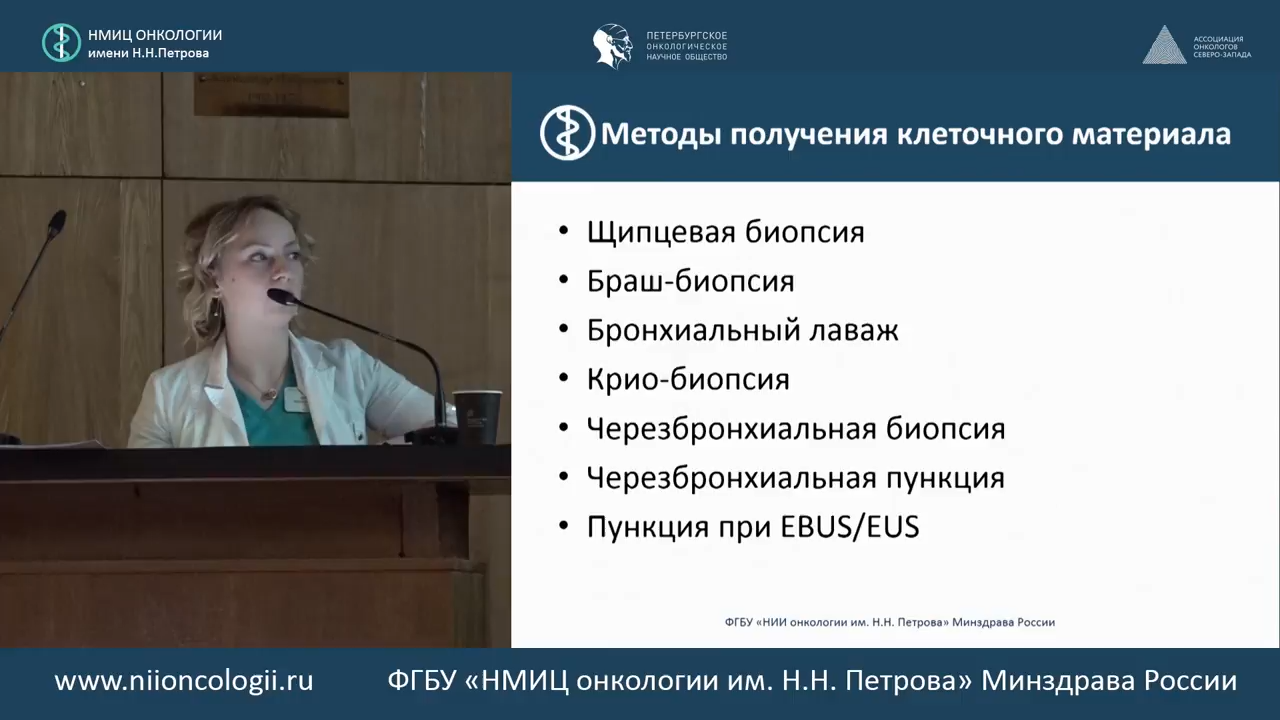 НМИЦ ОНКОЛОГИИ
имени Н.Н.Петрова
ПЕТЕРБУРГСКОЕ
ОНКОЛОГИЧЕСКОЕ
НАУЧНОЕ ОБЩЕСТВО
АССОЦИАЦИЯ
ОНКОЛОГОВ
СЕВЕРО-ЗАПАДА
Методы получения клеточного материала
• Щипцевая биопсия
• Браш-биопсия
• Бронхиальный лаваж
• Крио-биопсия
• Черезбронхиальная биопсия
• Черезбронхиальная пункция
• Пункция при EBUS/EUS
ФГБУ «НИИ онкологии им. Н.Н. Петрова» Минздрава России
www.niioncologii.ru
ФГБУ «НМИЦ онкологии им. Н.Н. Петрова» Минздрава России